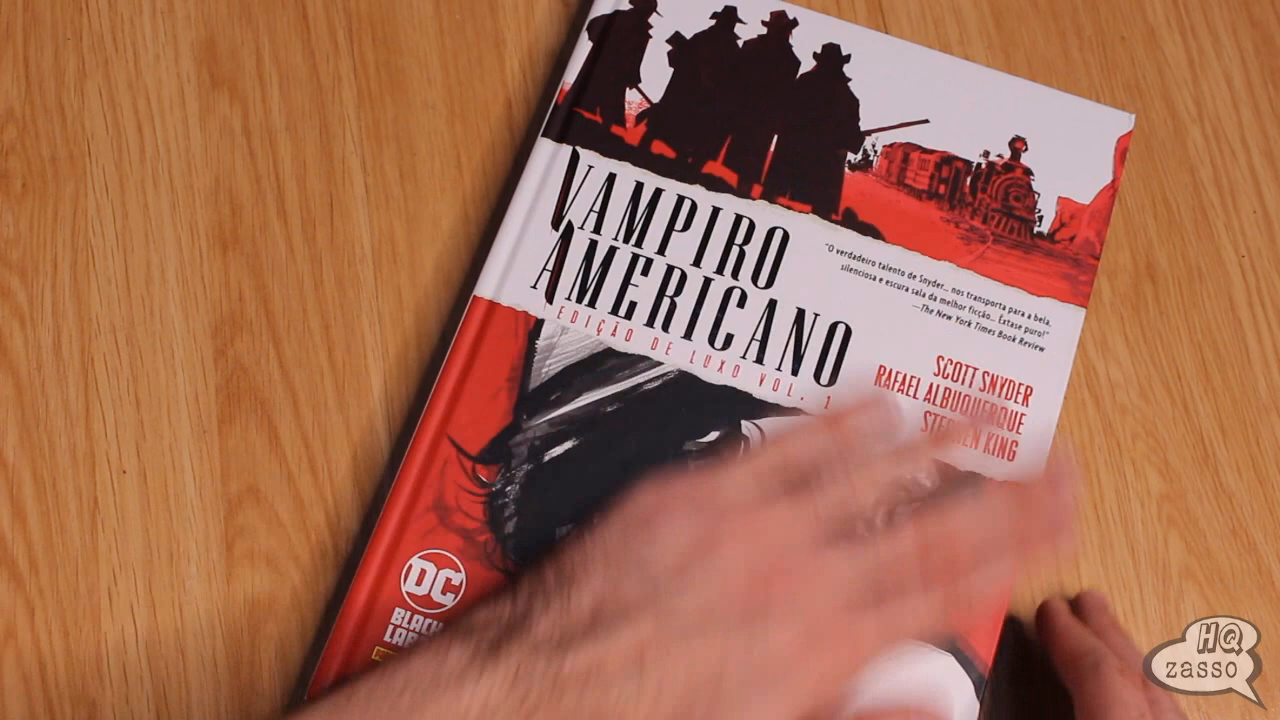 VAMPIRO
AMERICANO
EDIÇÃO DE LUXO VOL. 1
"O verdadeiro talento de Snyder... nos transporta para a bela,
silenciosa e escura sala da melhor ficção... Êxtase puro!"
—The New York Times Book Review
SCOTT SNYDER
RAFAEL ALBUQUERQUE
STEPHEN KING
DC
BLACK
HQ
zasso